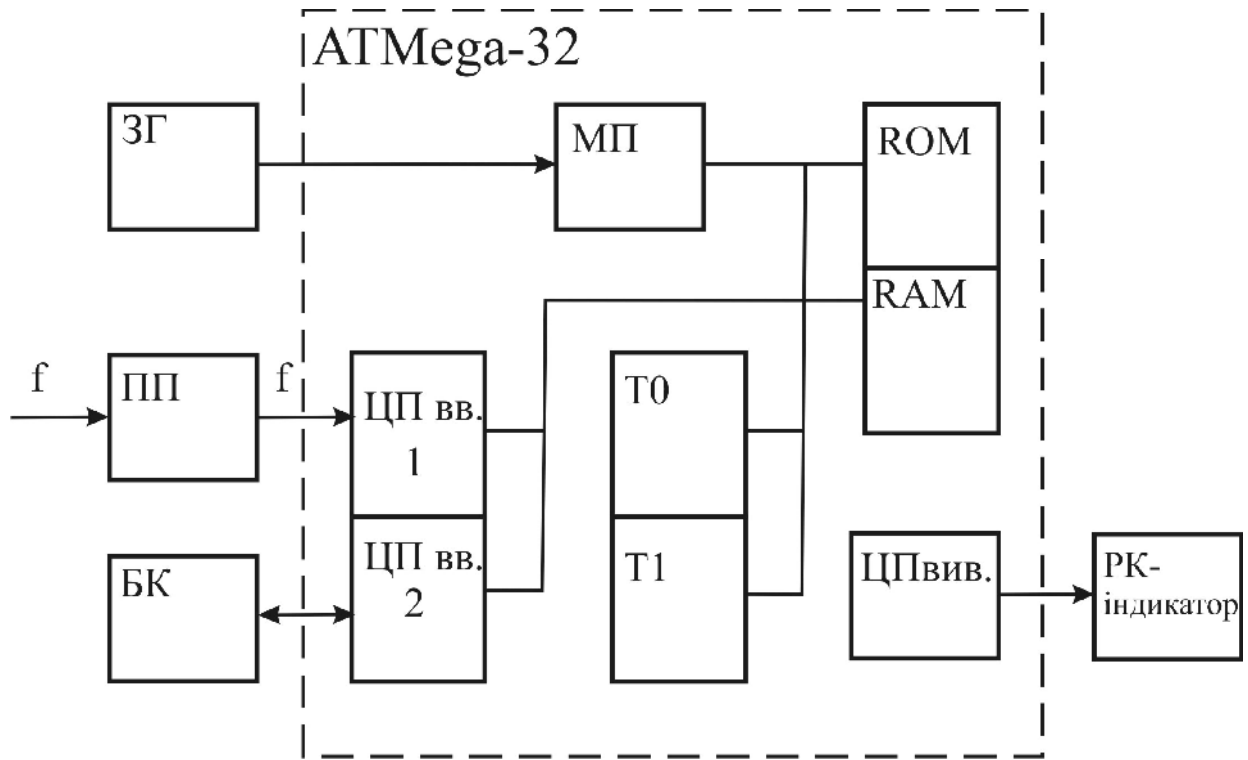 ATMega-32
ЗГ
МП
ROM
RAM
f
ПП
f
ЦП вв.
1
T0
БК
ЦП вв.
2
T1
ЦПвив.
РК-
індикатор